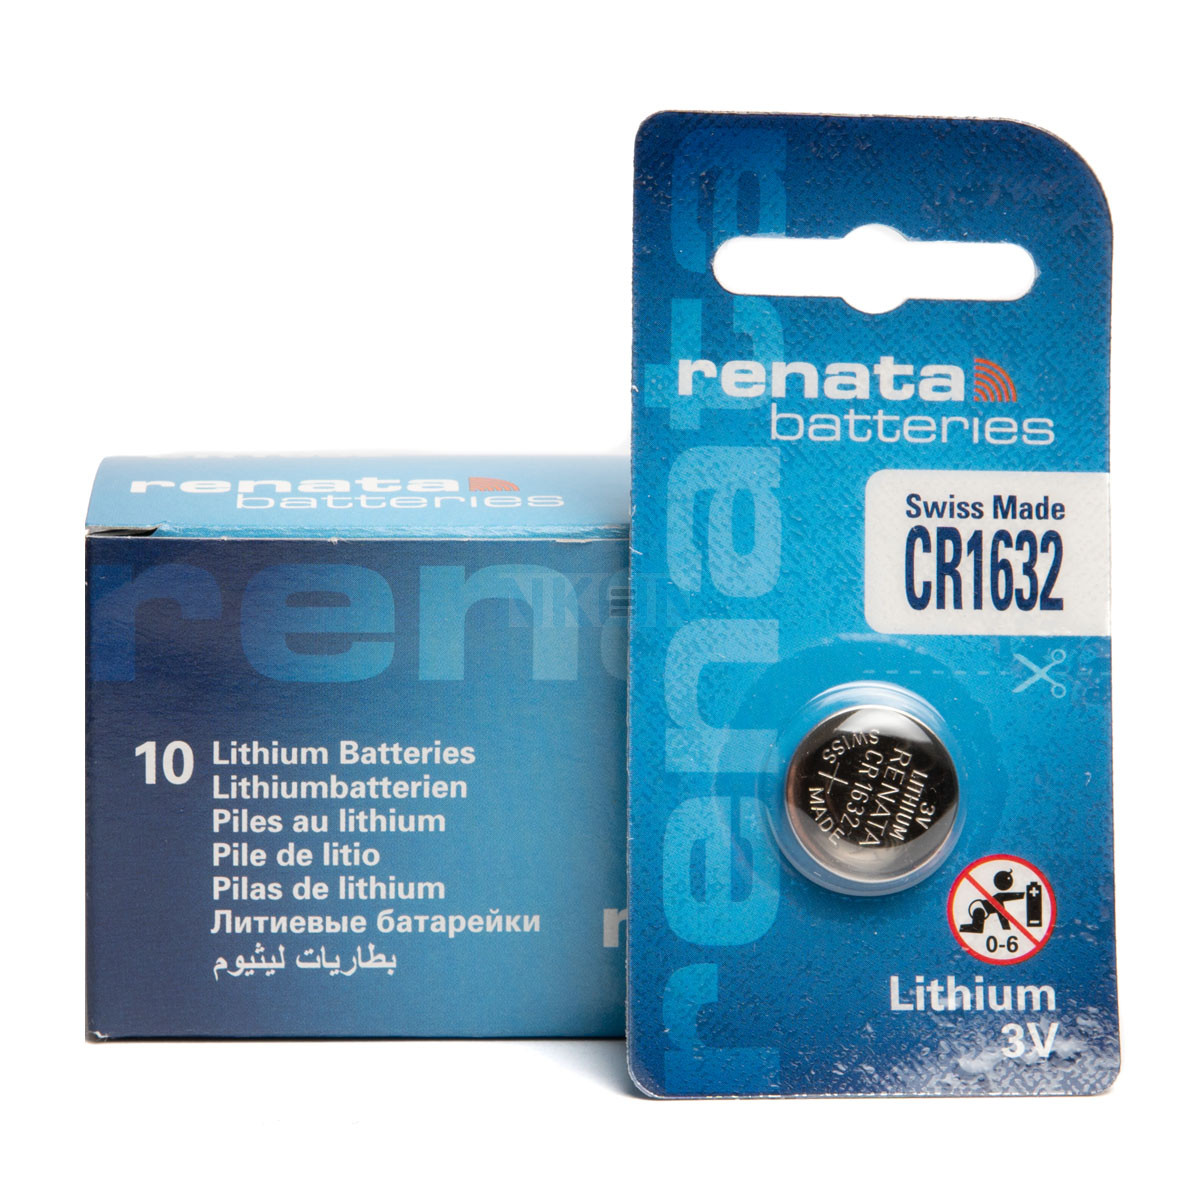 renata
batteries
renata
10 Lithium Batteries
Lithiumbatterien
Piles au lithium
Pile de litio
Pilas de lithium
Литиевые батарейки
بطاريات ليثيوم
r
renata
renata
batteries
Swiss Made
CR1632
LITHIUM 3V
RENATA
CR1632
SWISS + MADE
0-6
Lithium
3V